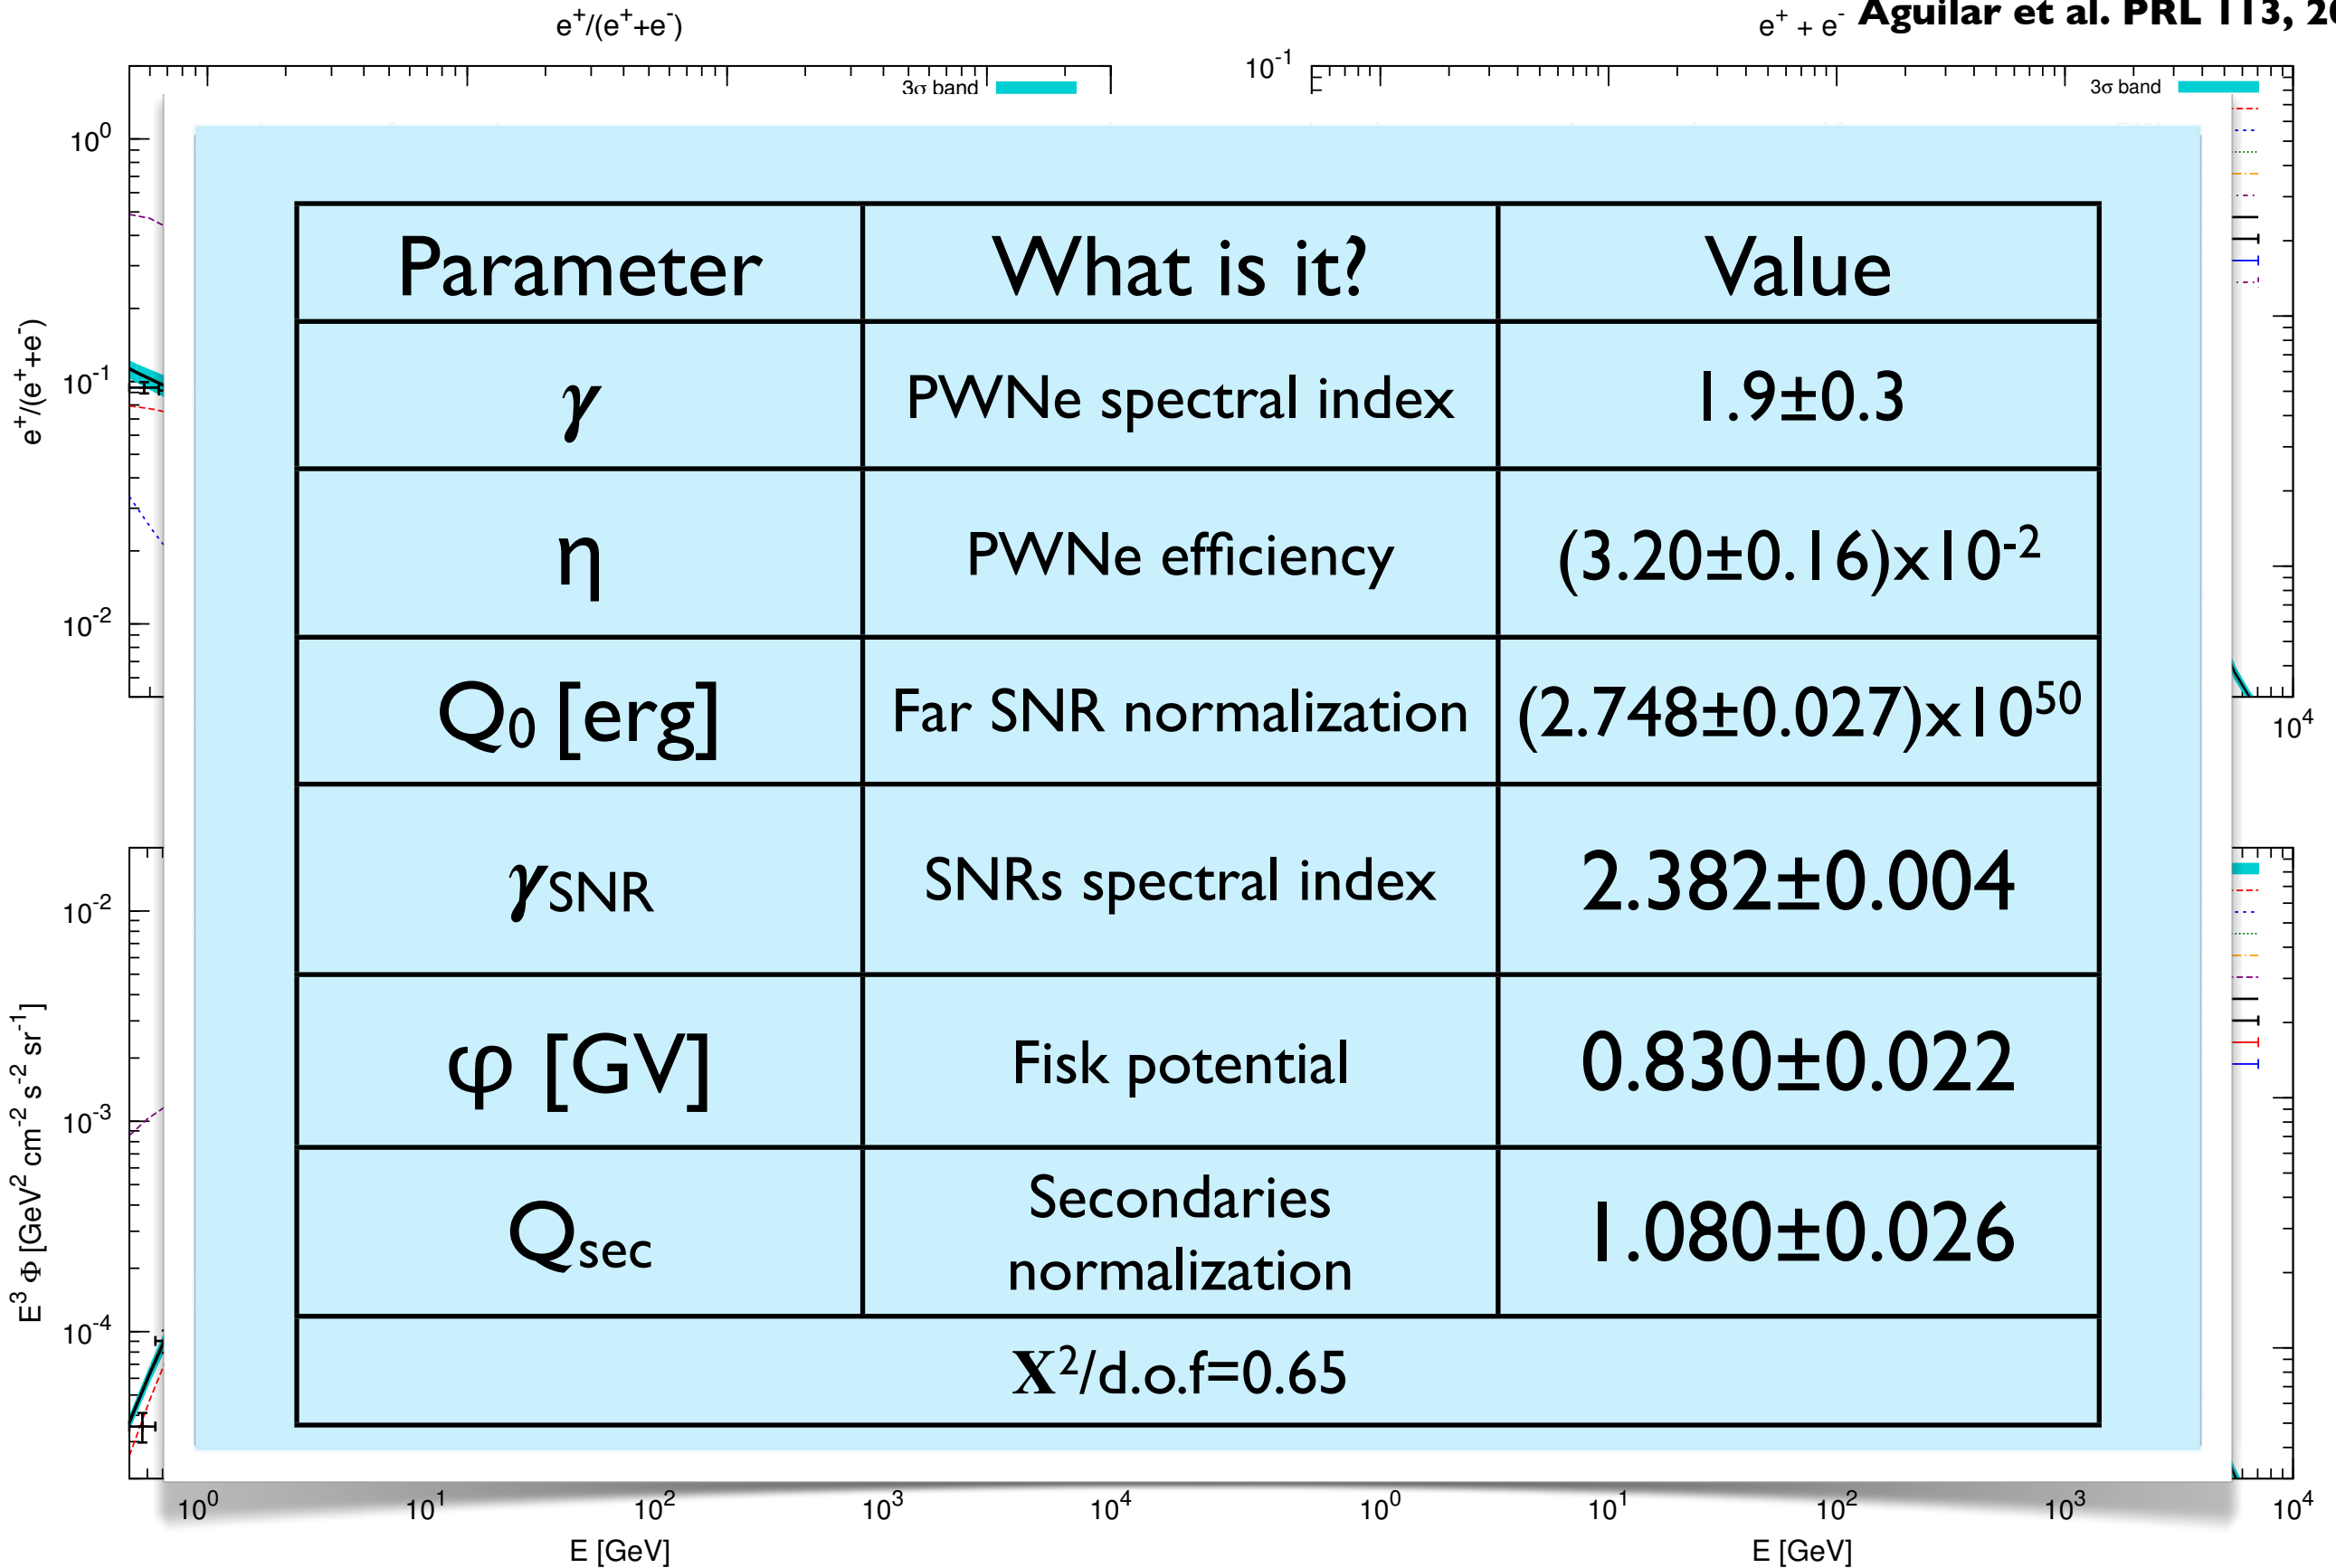 e⁺/(e⁺+e⁻)
e⁺ + e⁻ Aguilar et al. PRL 113, 20
3σ band
3σ band
10⁰
10⁻¹
10⁻²
e⁺/(e⁺+e⁻)
10⁻¹
10⁴
Parameter What is it? Value
γ PWNe spectral index 1.9±0.3
η PWNe efficiency (3.20±0.16)x10⁻²
Q₀ [erg] Far SNR normalization (2.748±0.027)x10⁵⁰
γSNR SNRs spectral index 2.382±0.004
φ [GV] Fisk potential 0.830±0.022
Qsec Secondaries
normalization 1.080±0.026
X²/d.o.f=0.65
10⁻²
10⁻³
10⁻⁴
E³ Φ [GeV² cm⁻² s⁻² sr⁻¹]
10⁰ 10¹ 10² 10³ 10⁴
E [GeV]
10⁰ 10¹ 10² 10³ 10⁴
E [GeV]